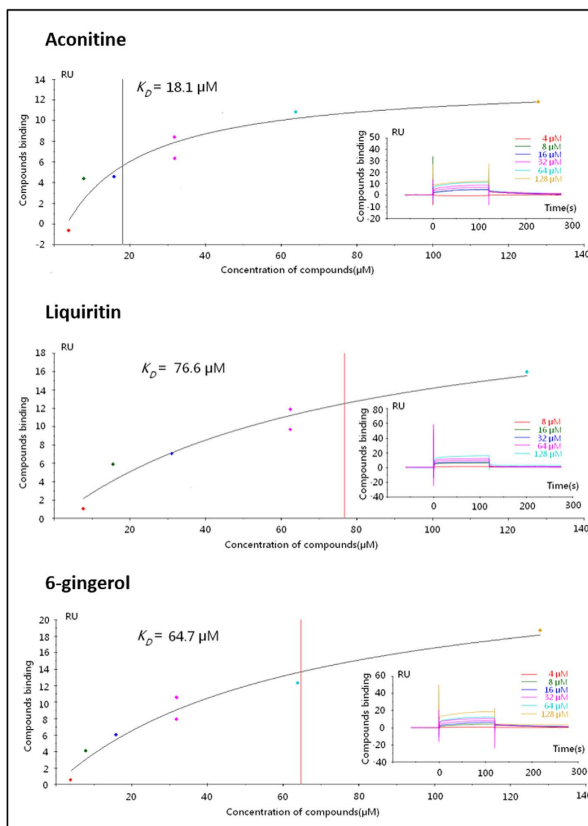 Aconitine
RU
K_D = 18.1 µM
Compounds binding
14
12
10
8
6
4
2
0
-2
0
20
40
60
80
100
120
140
Concentration of compounds(µM)
RU
50
40
30
20
10
0
-10
-20
0
100
200
300
Time(s)
4 µM
8 µM
16 µM
32 µM
64 µM
128 µM
Liquiritin
RU
K_D = 76.6 µM
Compounds binding
18
16
14
12
10
8
6
4
2
0
0
20
40
60
80
100
120
140
Concentration of compounds(µM)
RU
80
60
40
20
0
-20
-40
0
100
200
300
Time(s)
8 µM
16 µM
32 µM
64 µM
128 µM
6-gingerol
RU
K_D = 64.7 µM
Compounds binding
20
18
16
14
12
10
8
6
4
2
0
0
20
40
60
80
100
120
140
Concentration of compounds(µM)
RU
60
40
20
0
-20
-40
0
100
200
300
Time(s)
4 µM
8 µM
16 µM
32 µM
64 µM
128 µM